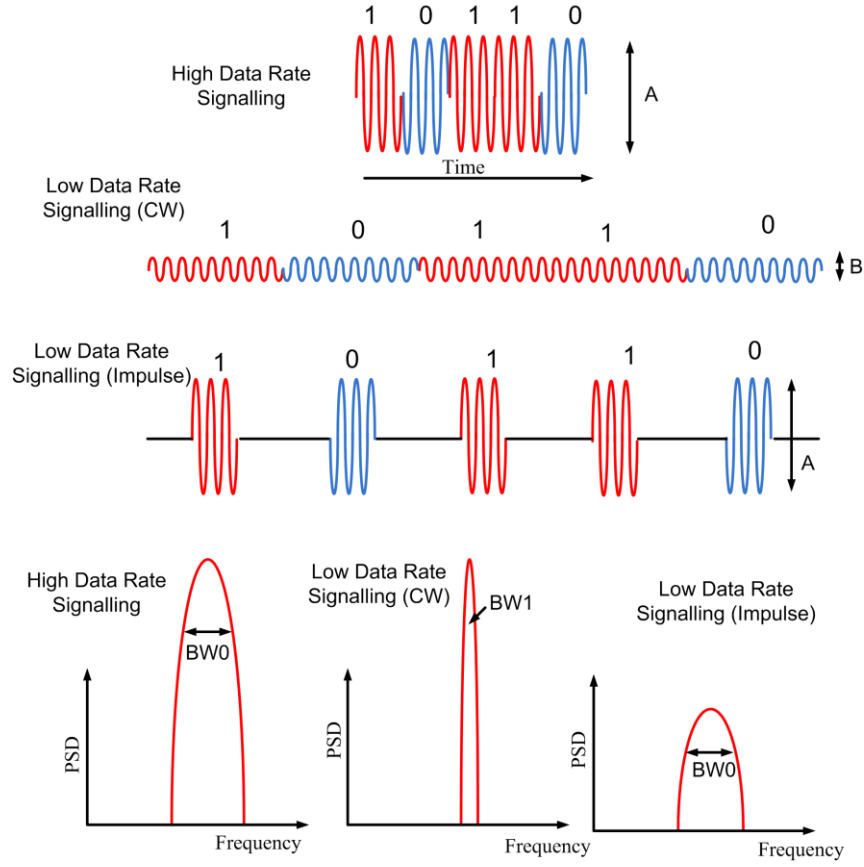 1 0 1 1 0
High Data Rate
Signalling
A
Time
Low Data Rate
Signalling (CW)
1 0 1 1 0
B
Low Data Rate
Signalling (Impulse)
1 0 1 1 0
A
High Data Rate
Signalling
BW0
PSD
Frequency
Low Data Rate
Signalling (CW)
BW1
PSD
Frequency
Low Data Rate
Signalling (Impulse)
BW0
PSD
Frequency